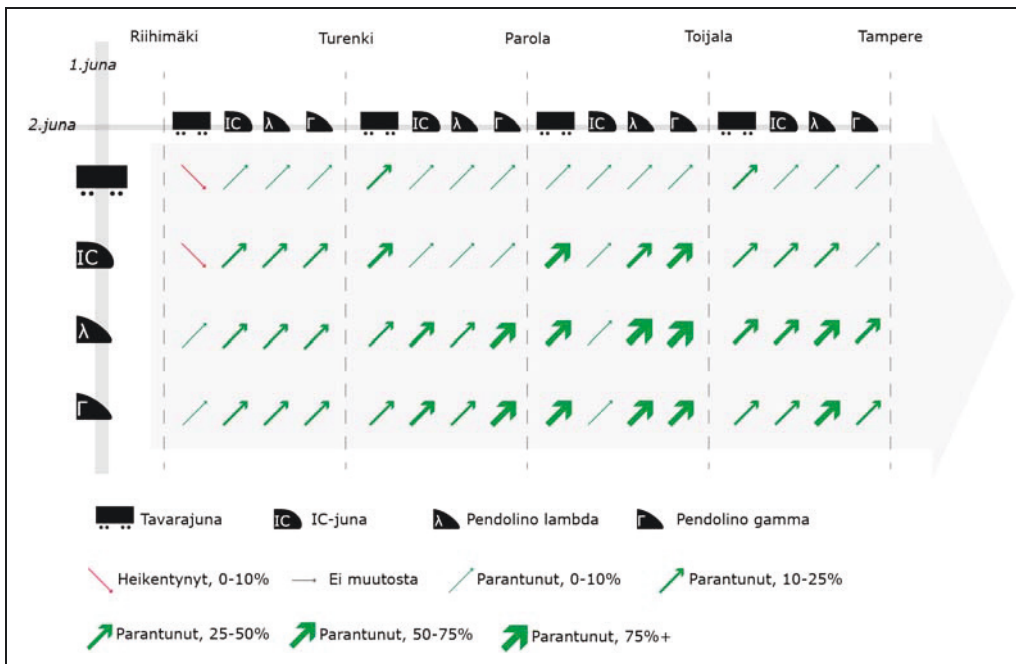 Riihimäki Turenki Parola Toijala Tampere
1.juna
2.juna IC λ Γ IC λ Γ IC λ Γ IC λ Γ
IC
λ
Γ
Tavarajuna IC IC-juna λ Pendolino lambda Γ Pendolino gamma
Heikentynyt, 0-10% Ei muutosta Parantunut, 0-10% Parantunut, 10-25%
Parantunut, 25-50% Parantunut, 50-75% Parantunut, 75%+